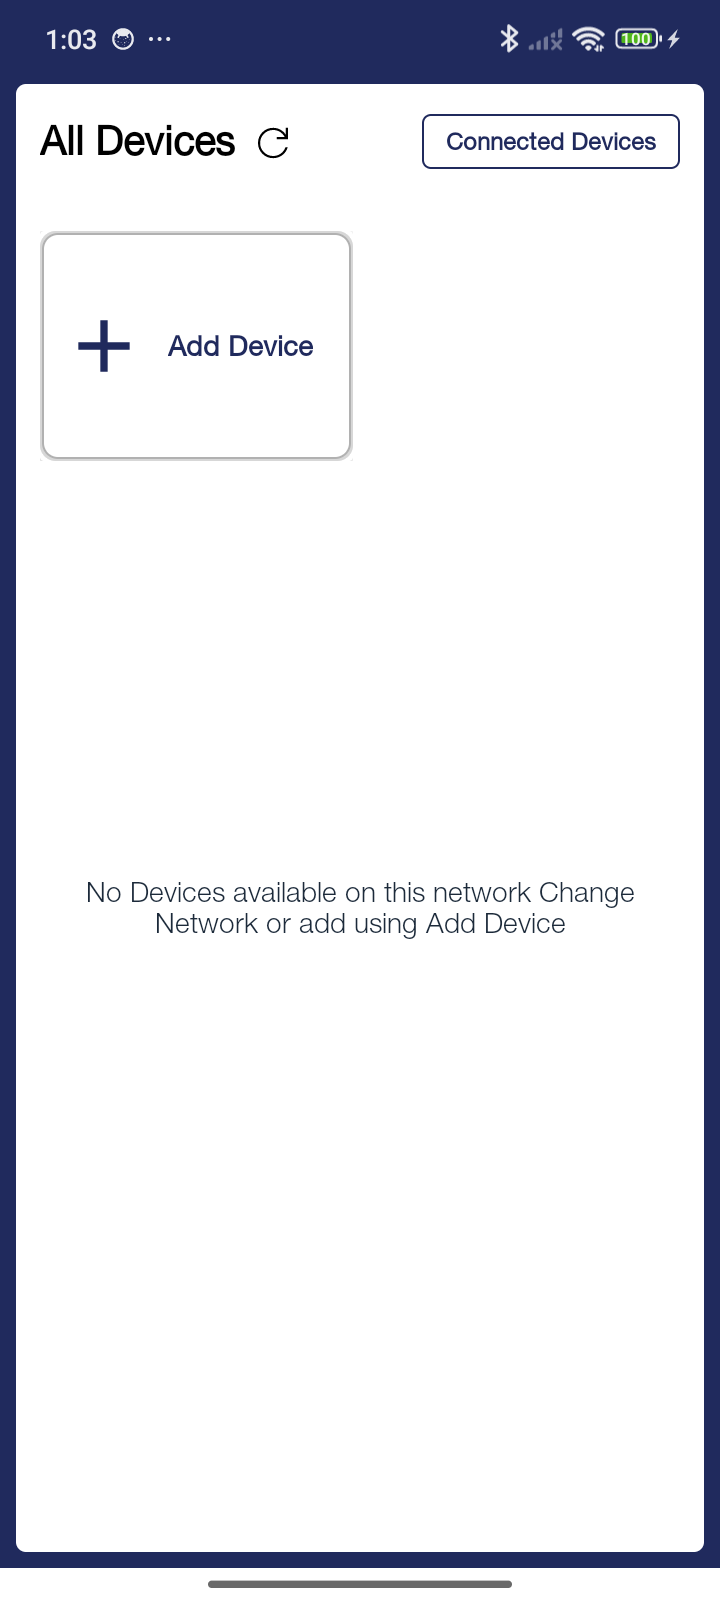 1:03
100
All Devices
Connected Devices
Add Device
No Devices available on this network Change
Network or add using Add Device